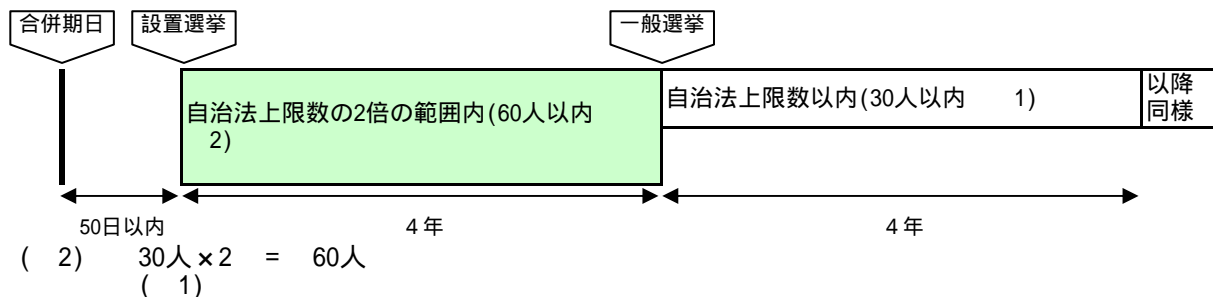 合併期日 設置選挙 一般選挙
自治法上限数の2倍の範囲内(60人以内
2)
自治法上限数以内(30人以内 1)
以降
同様
50日以内 4年 4年
( 2) 30人×2 = 60人
( 1)